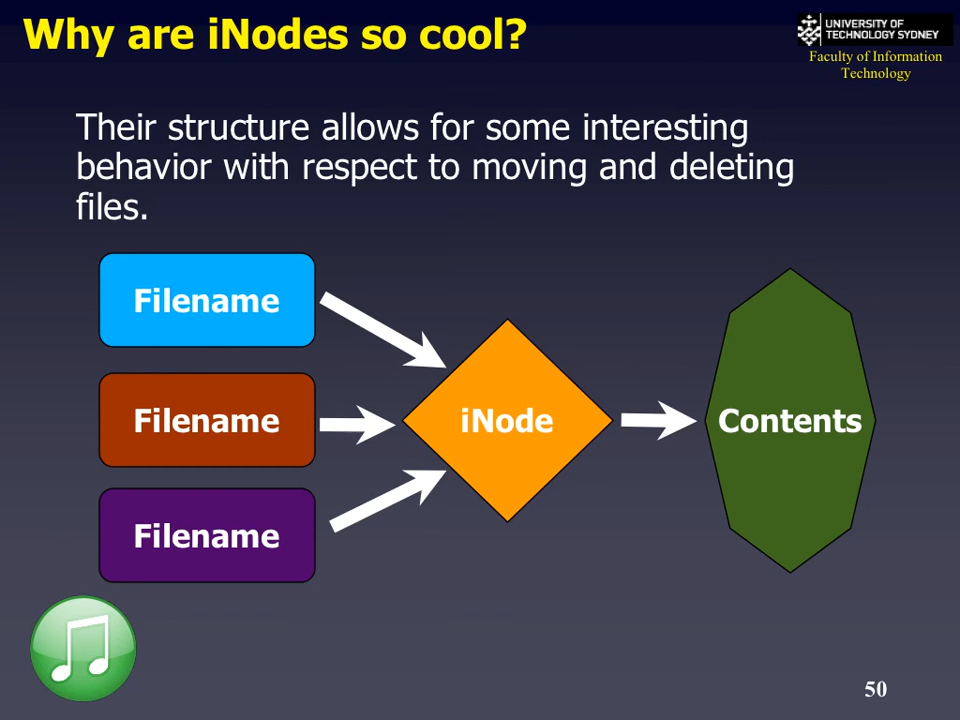 Why are iNodes so cool?
UNIVERSITY OF
TECHNOLOGY SYDNEY
Faculty of Information
Technology
Their structure allows for some interesting
behavior with respect to moving and deleting
files.
Filename
Filename
iNode
Contents
Filename
50